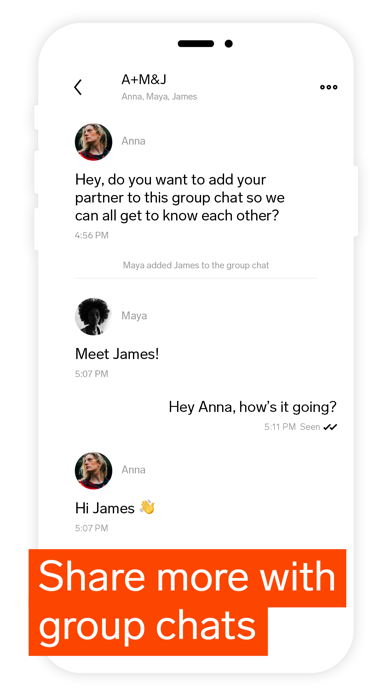 A+M&J
Anna, Maya, James
Anna
Hey, do you want to add your
partner to this group chat so we
can all get to know each other?
4:56 PM
Maya added James to the group chat
Maya
Meet James!
5:07 PM
Hey Anna, how’s it going?
5:11 PM Seen
Anna
Hi James 👋
5:07 PM
Share more with
group chats